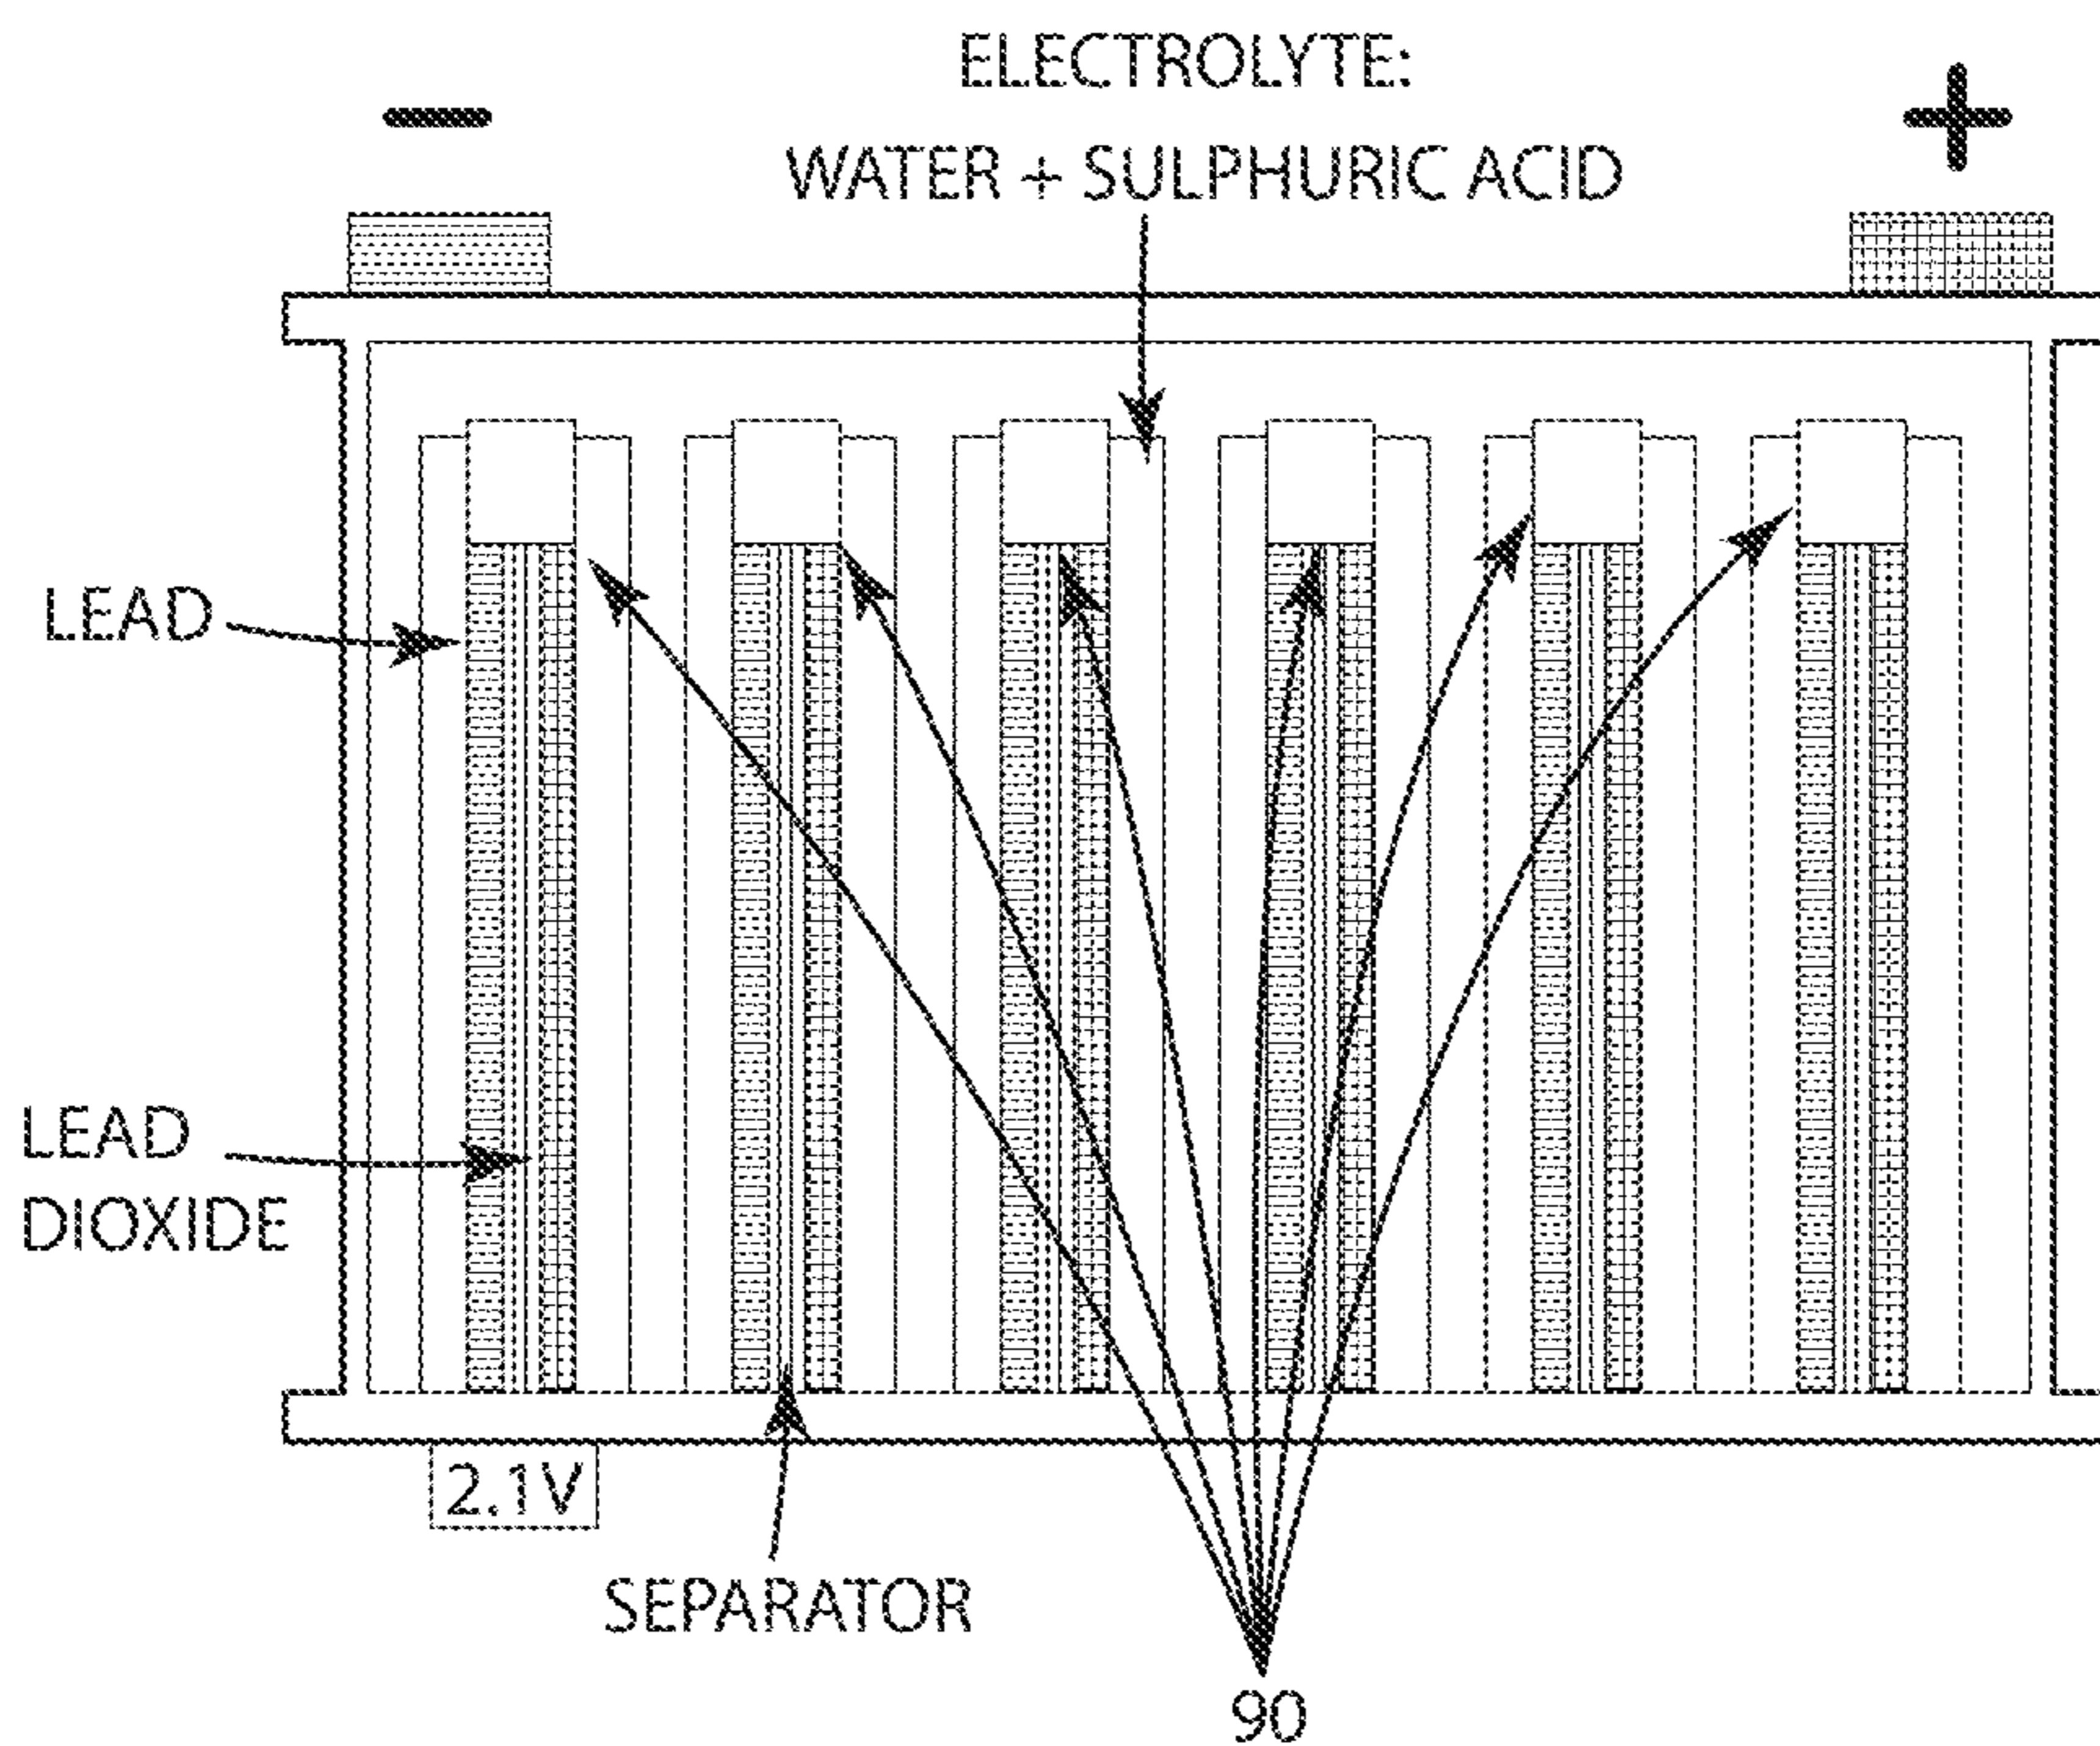 ELECTROLYTE:
− +
WATER + SULPHURIC ACID
LEAD
LEAD
DIOXIDE
2.1V
SEPARATOR
90